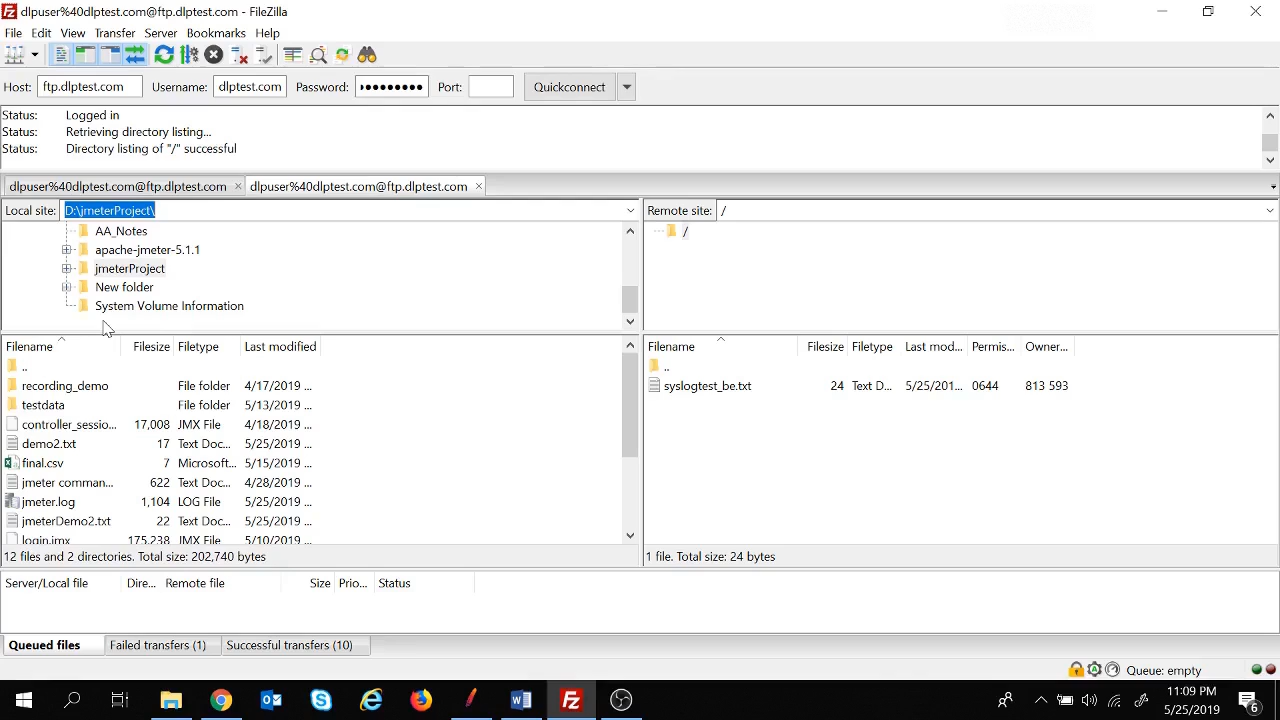 dlpuser%40dlptest.com@ftp.dlptest.com - FileZilla
File Edit View Transfer Server Bookmarks Help
Host: ftp.dlptest.com Username: dlptest.com Password: ●●●●●●●●● Port: Quickconnect
Status: Logged in
Status: Retrieving directory listing...
Status: Directory listing of "/" successful
dlpuser%40dlptest.com@ftp.dlptest.com × dlpuser%40dlptest.com@ftp.dlptest.com ×
Local site: D:\jmeterProject\ Remote site: /
AA_Notes /
apache-jmeter-5.1.1
jmeterProject
New folder
System Volume Information
Filename Filesize Filetype Last modified Filename Filesize Filetype Last mod... Permis... Owner...
.. ..
recording_demo File folder 4/17/2019 ... syslogtest_be.txt 24 Text D... 5/25/201... 0644 813 593
testdata File folder 5/13/2019 ...
controller_sessio... 17,008 JMX File 4/18/2019 ...
demo2.txt 17 Text Doc... 5/25/2019 ...
final.csv 7 Microsoft... 5/15/2019 ...
jmeter comman... 622 Text Doc... 4/28/2019 ...
jmeter.log 1,104 LOG File 5/25/2019 ...
jmeterDemo2.txt 22 Text Doc... 5/25/2019 ...
login.jmx 175,238 JMX File 5/10/2019 ...
12 files and 2 directories. Total size: 202,740 bytes 1 file. Total size: 24 bytes
Server/Local file Dire... Remote file Size Prio... Status
Queued files Failed transfers (1) Successful transfers (10)
Queue: empty
11:09 PM
5/25/2019
6